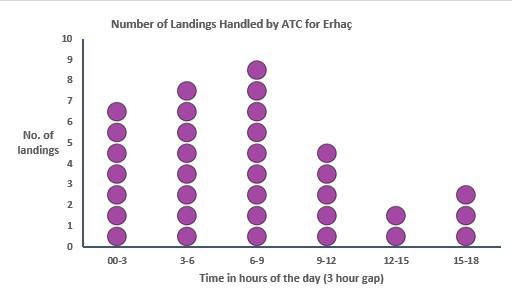 Number of Landings Handled by ATC for Erhaç
10
9
8
7
6
No. of
landings
5
4
3
2
1
0
00-3 3-6 6-9 9-12 12-15 15-18
Time in hours of the day (3 hour gap)